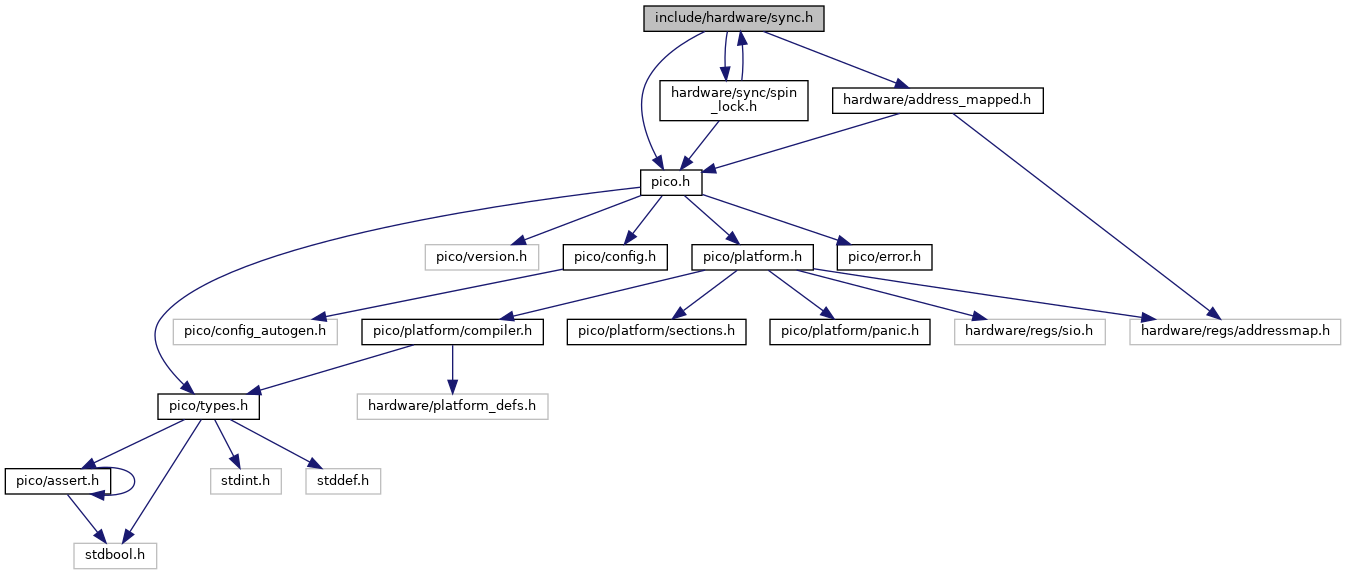 include/hardware/sync.h
hardware/sync/spin
_lock.h
hardware/address_mapped.h
pico.h
pico/version.h
pico/config.h
pico/platform.h
pico/error.h
pico/config_autogen.h
pico/platform/compiler.h
pico/platform/sections.h
pico/platform/panic.h
hardware/regs/sio.h
hardware/regs/addressmap.h
pico/types.h
hardware/platform_defs.h
pico/assert.h
stdint.h
stddef.h
stdbool.h